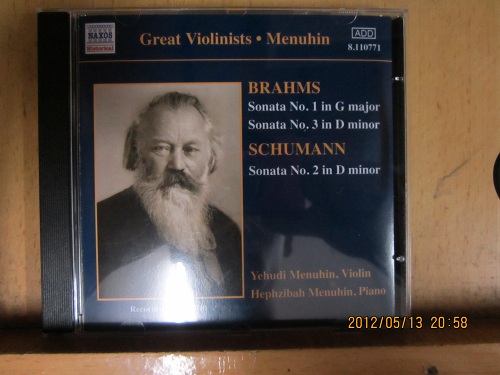 NAXOS
Historical
Great Violinists • Menuhin
ADD
8.110771
BRAHMS
Sonata No. 1 in G major
Sonata No. 3 in D minor
SCHUMANN
Sonata No. 2 in D minor
Yehudi Menuhin, Violin
Hephzibah Menuhin, Piano
2012/05/13 20:58